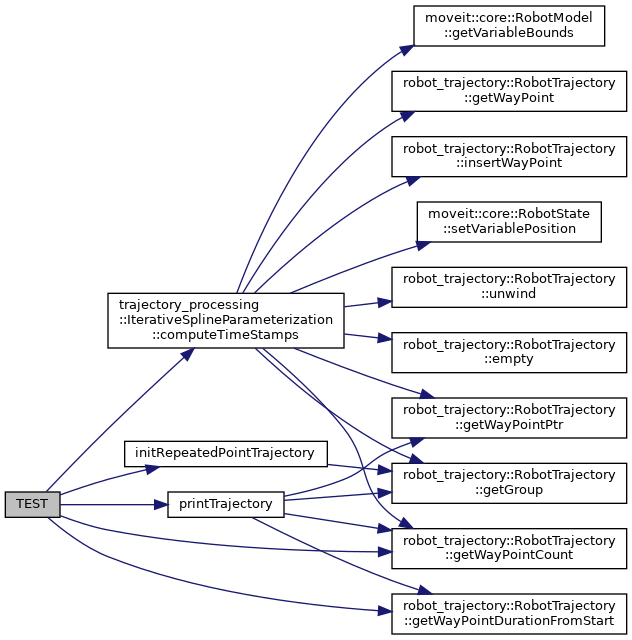 moveit::core::RobotModel
::getVariableBounds
robot_trajectory::RobotTrajectory
::getWayPoint
robot_trajectory::RobotTrajectory
::insertWayPoint
moveit::core::RobotState
::setVariablePosition
robot_trajectory::RobotTrajectory
::unwind
trajectory_processing
::IterativeSplineParameterization
::computeTimeStamps
robot_trajectory::RobotTrajectory
::empty
robot_trajectory::RobotTrajectory
::getWayPointPtr
initRepeatedPointTrajectory
robot_trajectory::RobotTrajectory
::getGroup
TEST
printTrajectory
robot_trajectory::RobotTrajectory
::getWayPointCount
robot_trajectory::RobotTrajectory
::getWayPointDurationFromStart